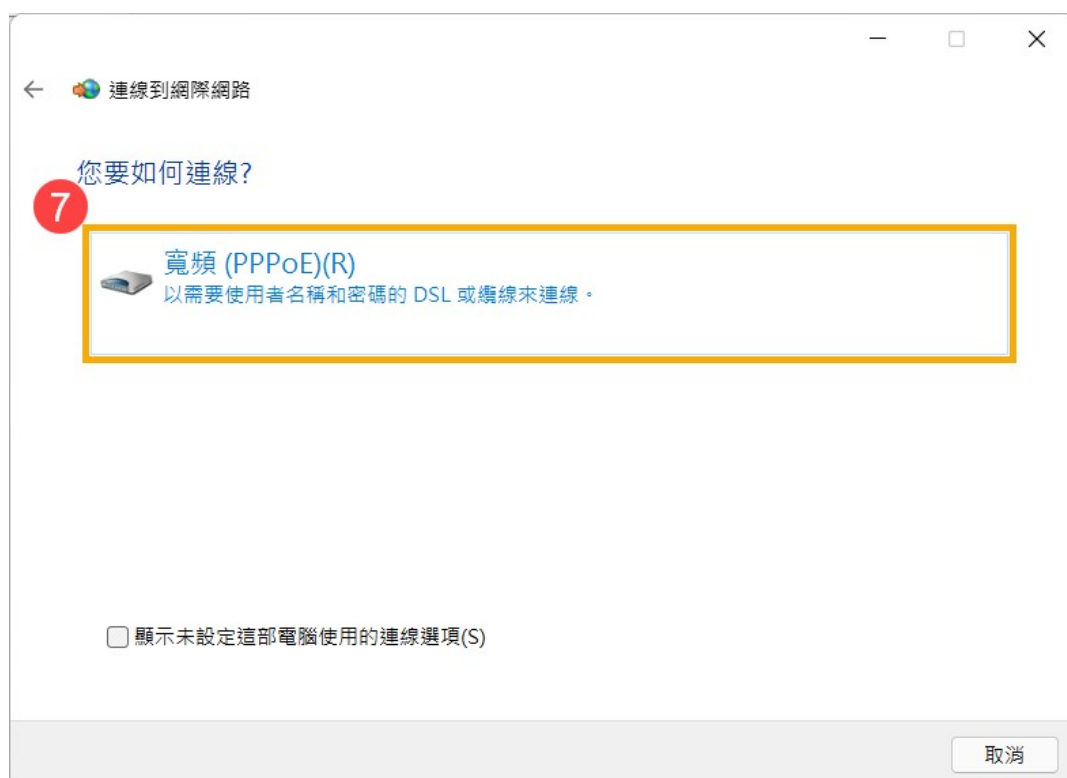 連線到網際網路
您要如何連線?
7
寬頻 (PPPoE)(R)
以需要使用者名稱和密碼的 DSL 或纜線來連線。
顯示未設定這部電腦使用的連線選項(S)
取消